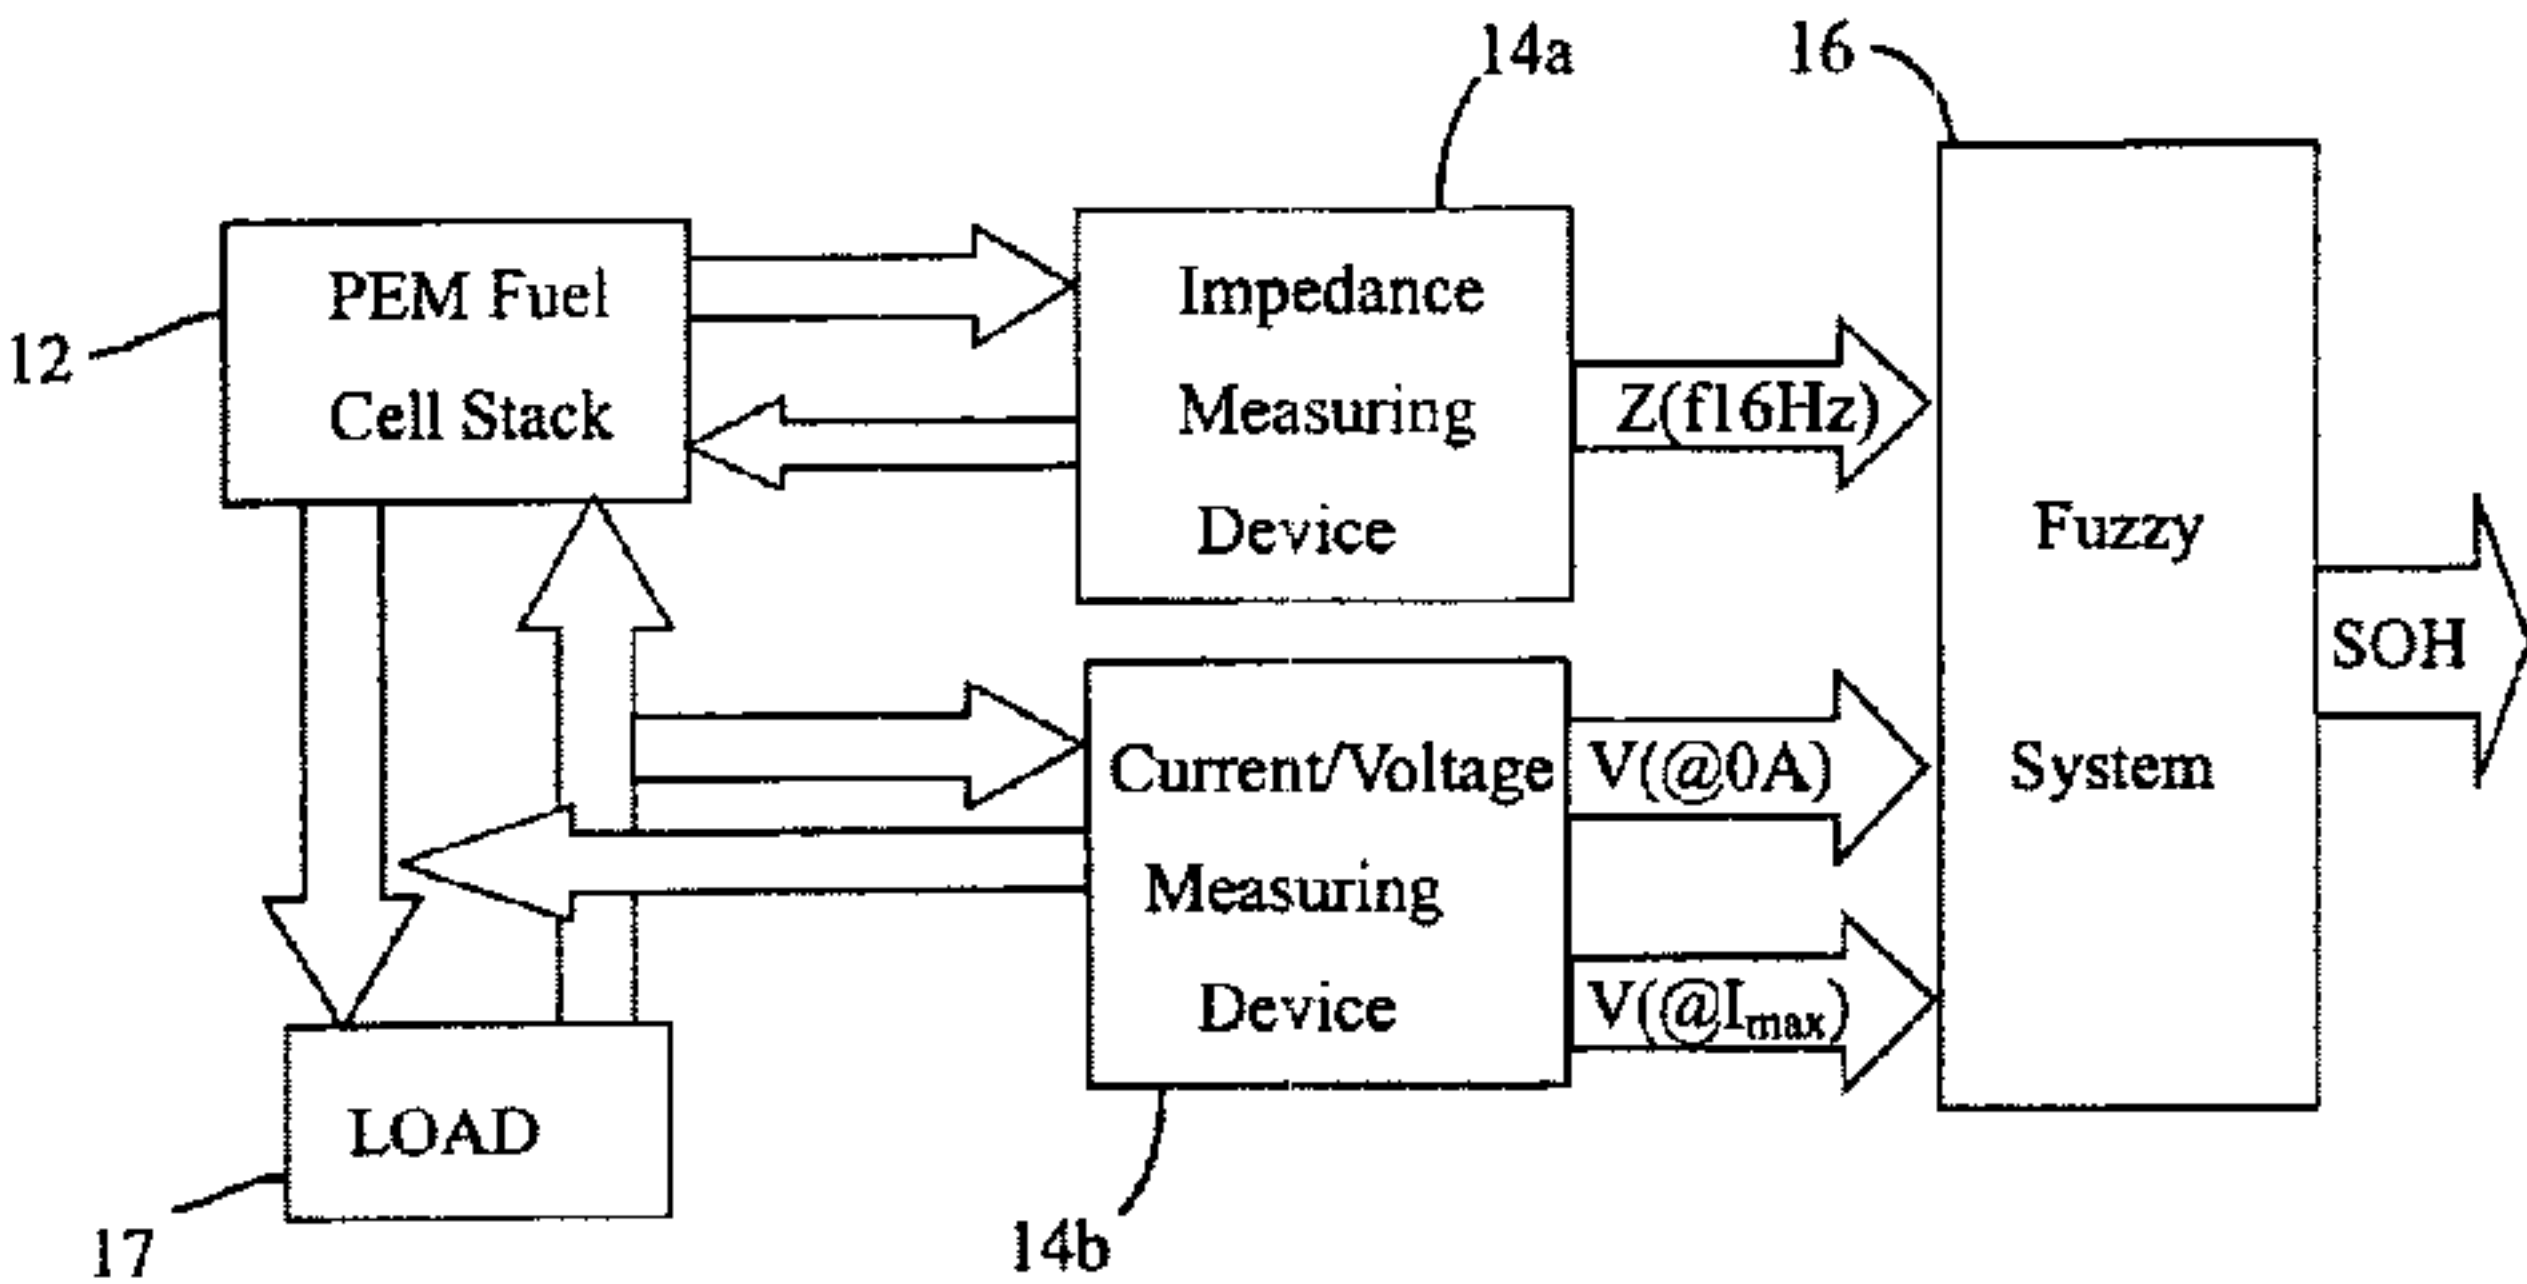 14a
16
12
PEM Fuel
Cell Stack
Impedance
Measuring
Device
Z(f16Hz)
Fuzzy
System
SOH
Current/Voltage
Measuring
Device
V(@0A)
V(@Imax)
LOAD
17
14b